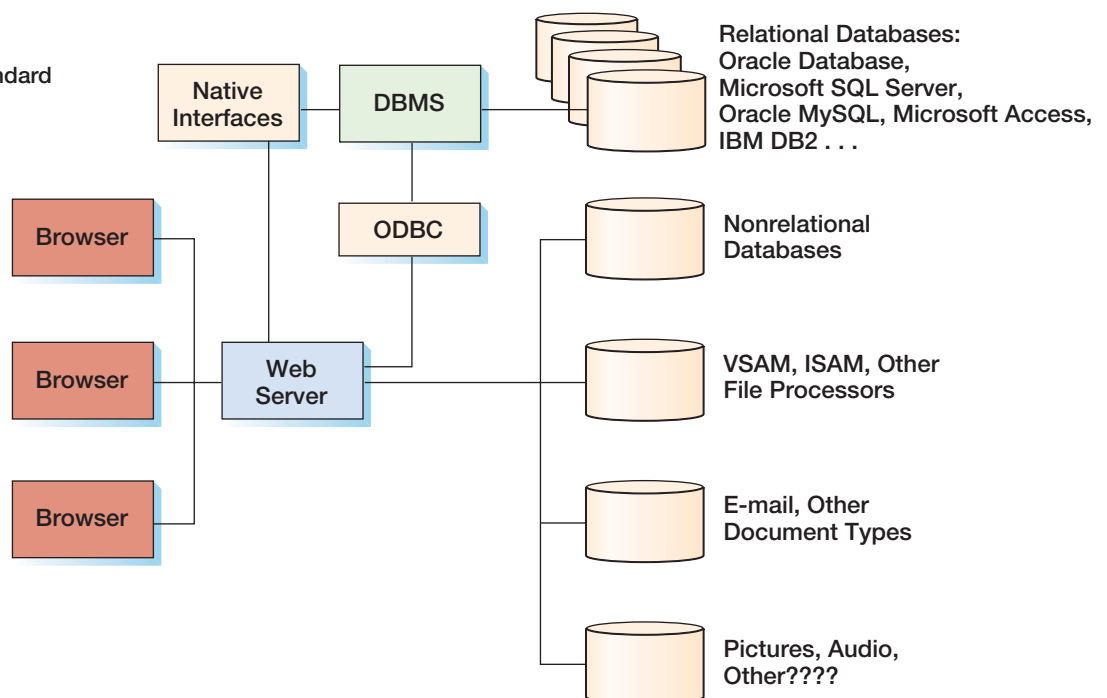 ndard
Native
Interfaces
DBMS
Relational Databases:
Oracle Database,
Microsoft SQL Server,
Oracle MySQL, Microsoft Access,
IBM DB2 . . .
Browser
ODBC
Nonrelational
Databases
Browser
Web
Server
VSAM, ISAM, Other
File Processors
Browser
E-mail, Other
Document Types
Pictures, Audio,
Other????